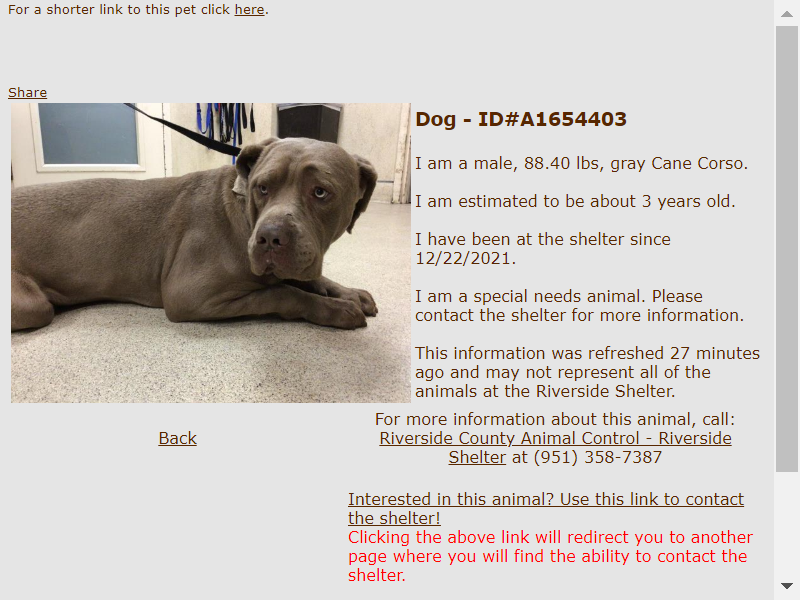 For a shorter link to this pet click here.
Share
Dog - ID#A1654403
I am a male, 88.40 lbs, gray Cane Corso.
I am estimated to be about 3 years old.
I have been at the shelter since
12/22/2021.
I am a special needs animal. Please
contact the shelter for more information.
This information was refreshed 27 minutes
ago and may not represent all of the
animals at the Riverside Shelter.
Back
For more information about this animal, call:
Riverside County Animal Control - Riverside
Shelter at (951) 358-7387
Interested in this animal? Use this link to contact
the shelter!
Clicking the above link will redirect you to another
page where you will find the ability to contact the
shelter.